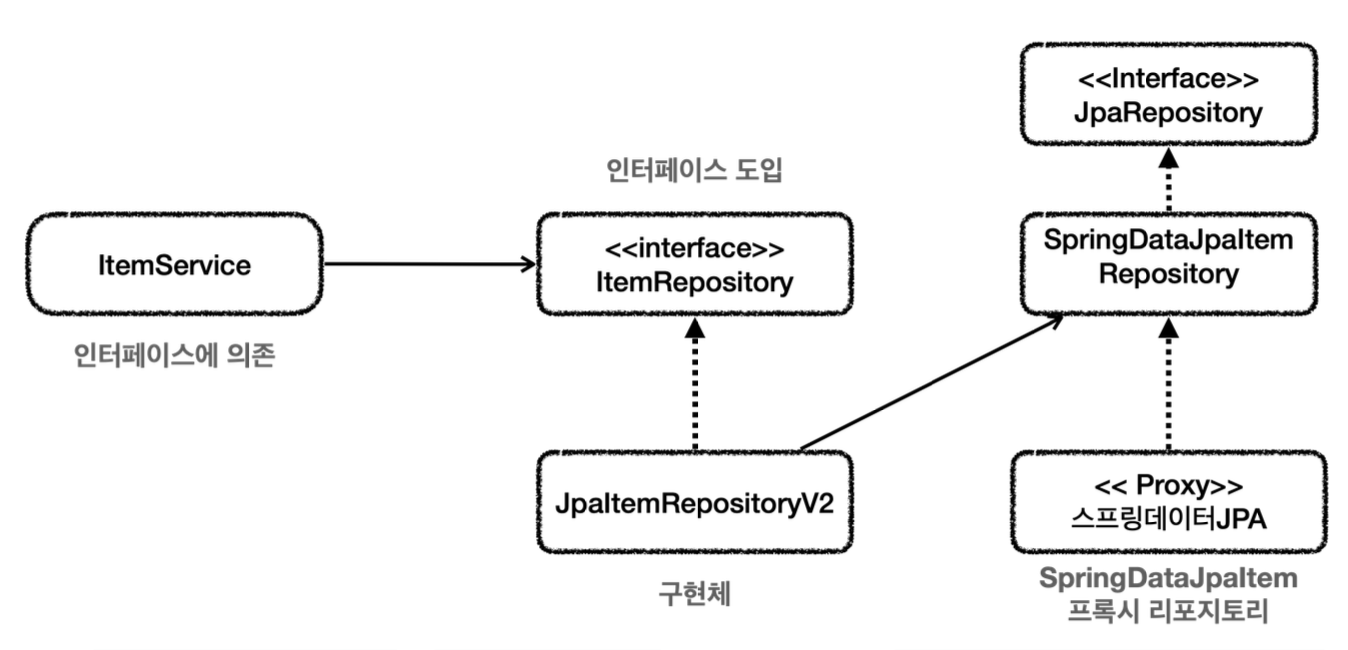 <<Interface>>
JpaRepository
인터페이스 도입
ItemService
<<interface>>
ItemRepository
SpringDataJpaItem
Repository
인터페이스에 의존
JpaItemRepositoryV2
<< Proxy>>
스프링데이터JPA
구현체
SpringDataJpaItem
프록시 리포지토리